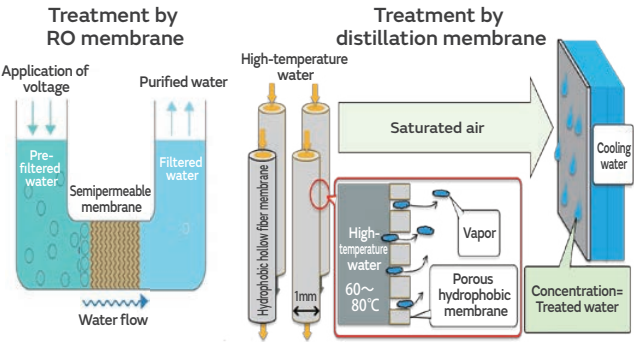 Treatment by
RO membrane
Application of
voltage
Purified water
Pre-
filtered
water
Filtered
water
Semipermeable
membrane
Water flow
Treatment by
distillation membrane
High-temperature
water
Saturated air
Cooling
water
Hydrophobic hollow fiber membrane
1mm
High-
temperature
water
60～
80℃
Vapor
Porous
hydrophobic
membrane
Concentration=
Treated water